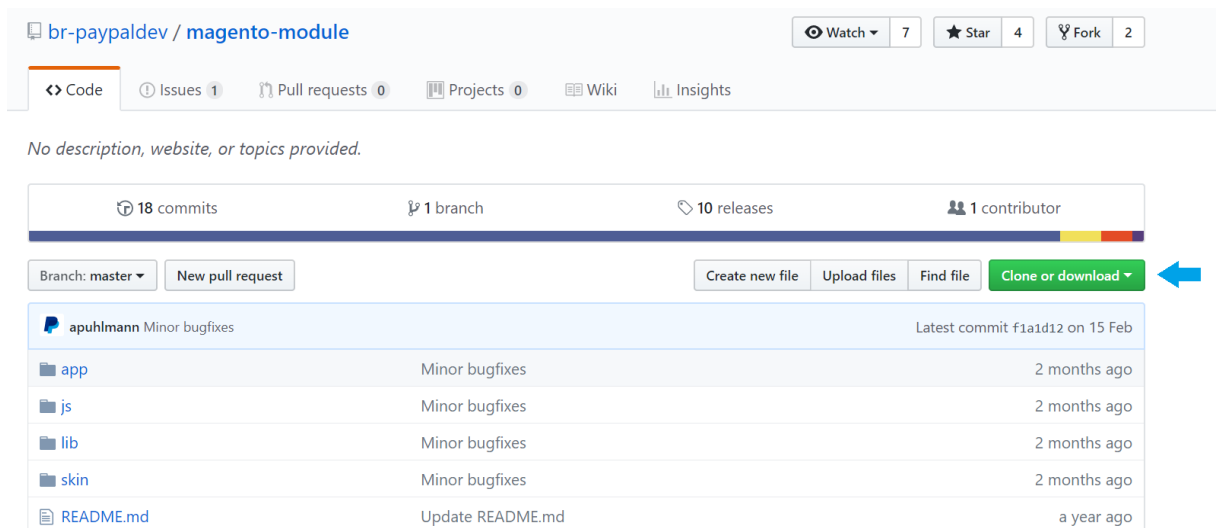 br-paypaldev / magento-module
Watch 7 Star 4 Fork 2
Code Issues 1 Pull requests 0 Projects 0 Wiki Insights
No description, website, or topics provided.
18 commits 1 branch 10 releases 1 contributor
Branch: master New pull request Create new file Upload files Find file Clone or download
apuhlmann Minor bugfixes Latest commit f1a1d12 on 15 Feb
app Minor bugfixes 2 months ago
js Minor bugfixes 2 months ago
lib Minor bugfixes 2 months ago
skin Minor bugfixes 2 months ago
README.md Update README.md a year ago